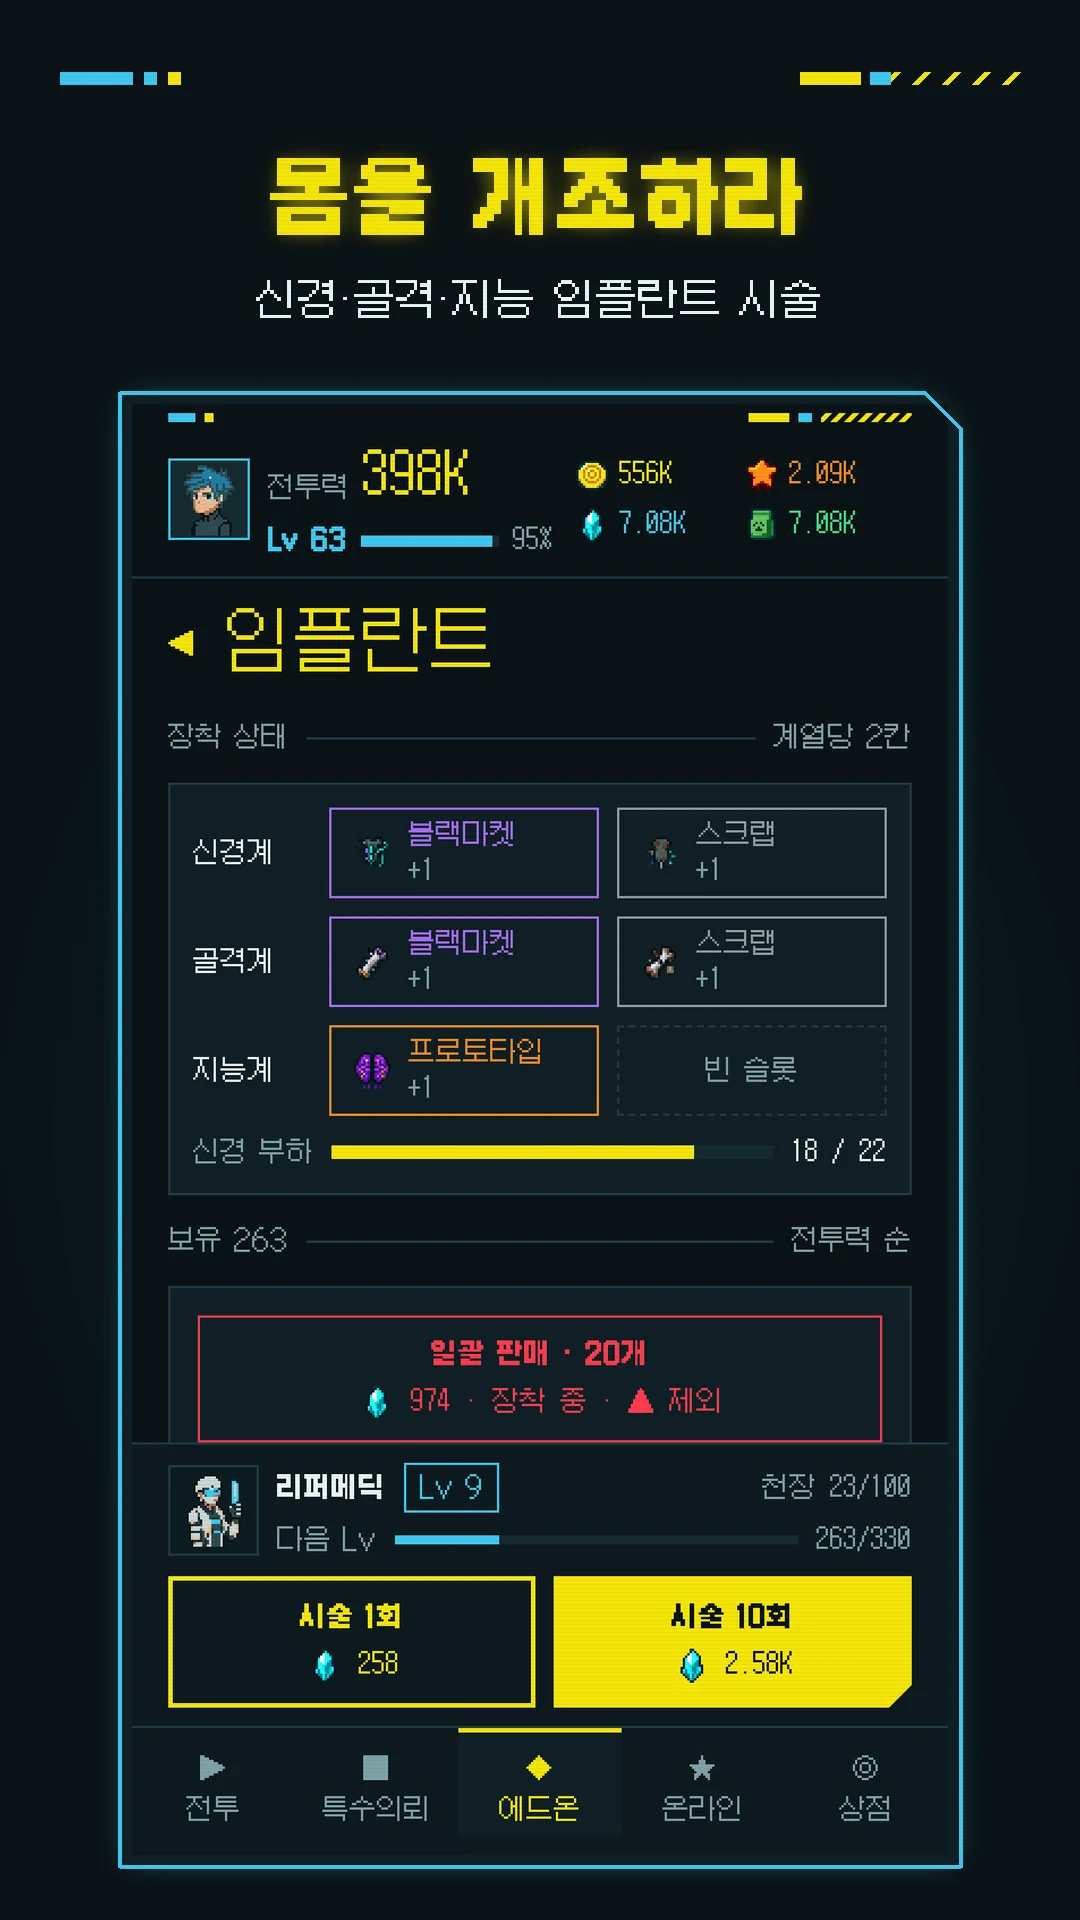 몸을 개조하라
신경·골격·지능 임플란트 시술
전투력 398K
556K
2.09K
Lv 63 95%
7.08K
7.08K
◀ 임플란트
장착 상태 계열당 2칸
신경계 블랙마켓 +1 스크랩 +1
골격계 블랙마켓 +1 스크랩 +1
지능계 프로토타입 +1 빈 슬롯
신경 부하 18 / 22
보유 263 전투력 순
일괄 판매 · 20개
974 · 장착 중 · ▲ 제외
리퍼메딕 Lv 9 천장 23/100
다음 Lv 263/330
시술 1회
258
시술 10회
2.58K
전투 특수의뢰 에드온 온라인 상점